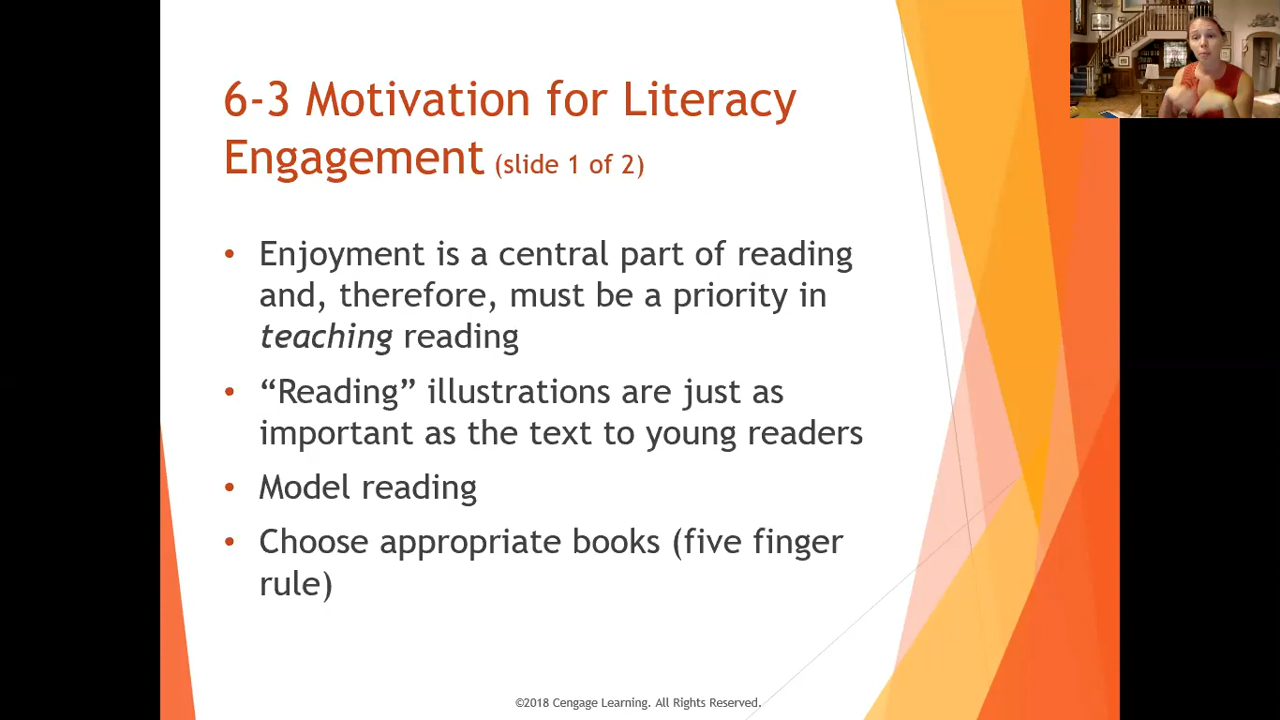 6-3 Motivation for Literacy
Engagement (slide 1 of 2)
• Enjoyment is a central part of reading
and, therefore, must be a priority in
teaching reading
• “Reading” illustrations are just as
important as the text to young readers
• Model reading
• Choose appropriate books (five finger
rule)
©2018 Cengage Learning. All Rights Reserved.